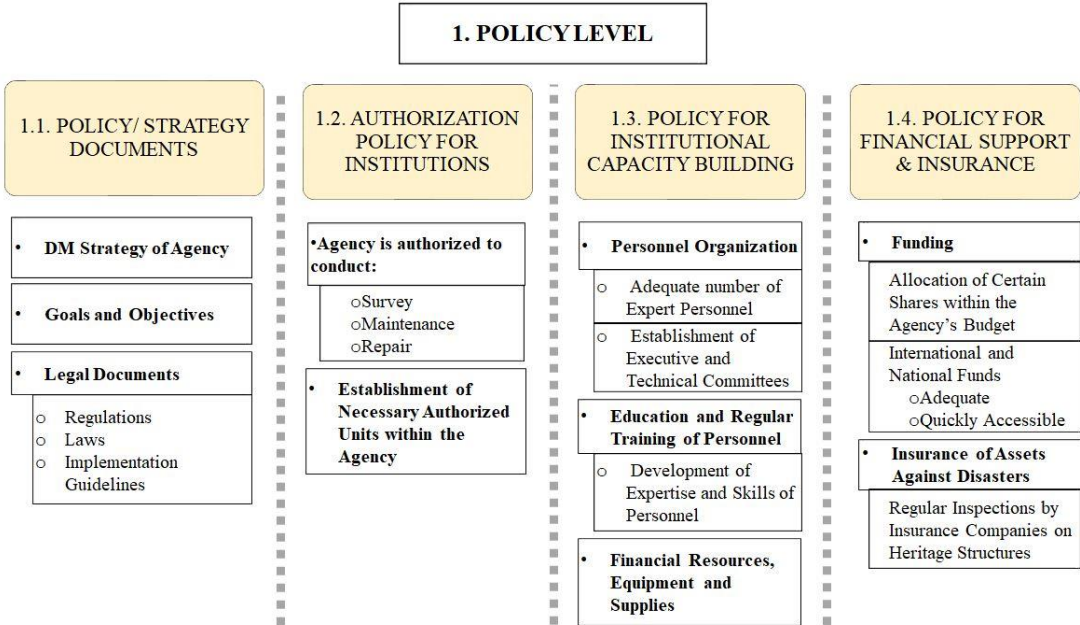 1. POLICY LEVEL
1.1. POLICY/ STRATEGY
DOCUMENTS
• DM Strategy of Agency
• Goals and Objectives
• Legal Documents
o Regulations
o Laws
o Implementation
Guidelines
1.2. AUTHORIZATION
POLICY FOR
INSTITUTIONS
•Agency is authorized to
conduct:
oSurvey
oMaintenance
oRepair
• Establishment of
Necessary Authorized
Units within the
Agency
1.3. POLICY FOR
INSTITUTIONAL
CAPACITY BUILDING
• Personnel Organization
o Adequate number of
Expert Personnel
o Establishment of
Executive and
Technical Committees
• Education and Regular
Training of Personnel
o Development of
Expertise and Skills of
Personnel
• Financial Resources,
Equipment and
Supplies
1.4. POLICY FOR
FINANCIAL SUPPORT
& INSURANCE
• Funding
Allocation of Certain
Shares within the
Agency's Budget
International and
National Funds
oAdequate
oQuickly Accessible
• Insurance of Assets
Against Disasters
Regular Inspections by
Insurance Companies on
Heritage Structures